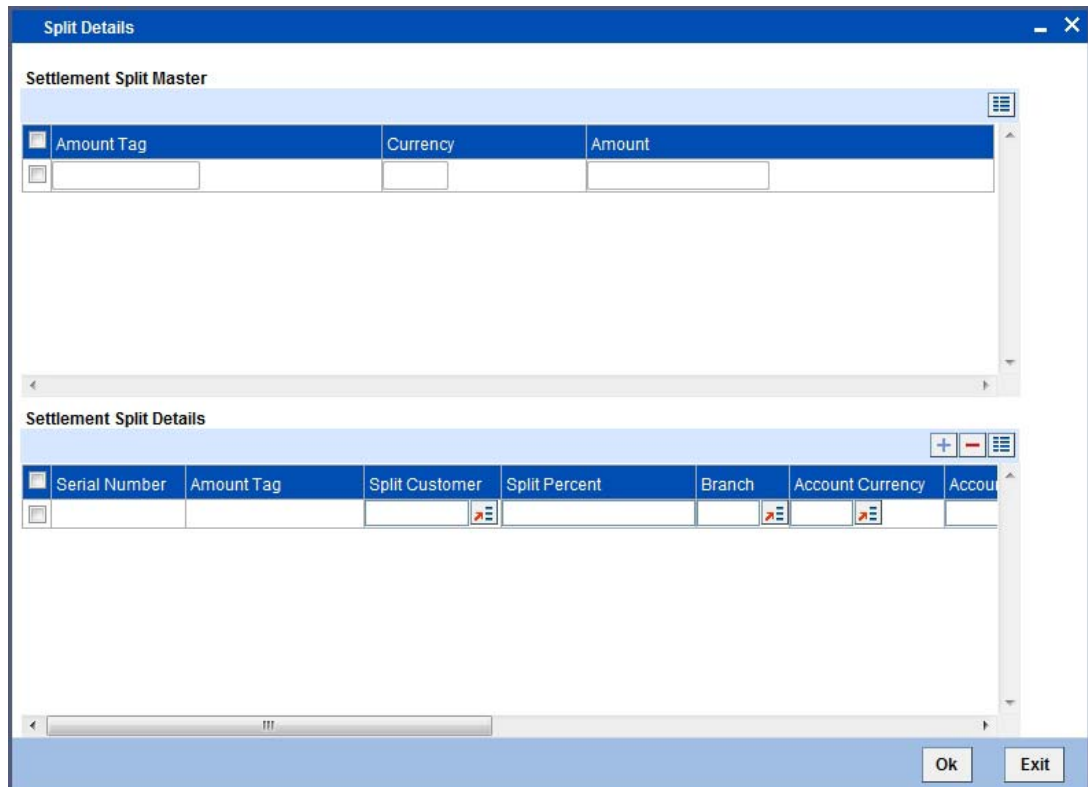 Split Details
Settlement Split Master
Amount Tag Currency Amount
Settlement Split Details
Serial Number Amount Tag Split Customer Split Percent Branch Account Currency Accou
Ok Exit